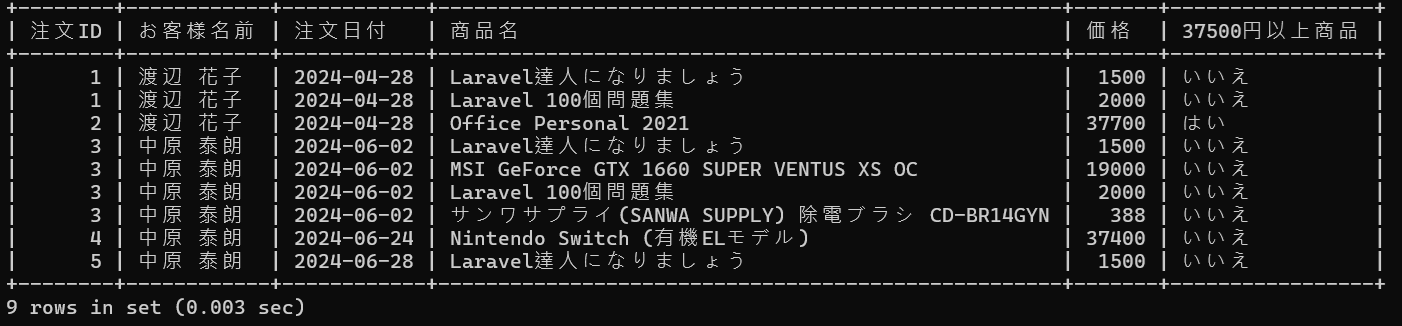 +--------+------------+------------+----------------------------------------------------+-------+----------------+
| 注文ID | お客様名前 | 注文日付   | 商品名                                             | 価格  | 37500円以上商品 |
+--------+------------+------------+----------------------------------------------------+-------+----------------+
|      1 | 渡辺 花子  | 2024-04-28 | Laravel達人になりましょう                          |  1500 | いいえ         |
|      1 | 渡辺 花子  | 2024-04-28 | Laravel 100個問題集                                |  2000 | いいえ         |
|      2 | 渡辺 花子  | 2024-04-28 | Office Personal 2021                               | 37700 | はい           |
|      3 | 中原 泰朗  | 2024-06-02 | Laravel達人になりましょう                          |  1500 | いいえ         |
|      3 | 中原 泰朗  | 2024-06-02 | MSI GeForce GTX 1660 SUPER VENTUS XS OC            | 19000 | いいえ         |
|      3 | 中原 泰朗  | 2024-06-02 | Laravel 100個問題集                                |  2000 | いいえ         |
|      3 | 中原 泰朗  | 2024-06-02 | サンワサプライ(SANWA SUPPLY) 除電ブラシ CD-BR14GYN |   388 | いいえ         |
|      4 | 中原 泰朗  | 2024-06-24 | Nintendo Switch (有機ELモデル)                     | 37400 | いいえ         |
|      5 | 中原 泰朗  | 2024-06-28 | Laravel達人になりましょう                          |  1500 | いいえ         |
+--------+------------+------------+----------------------------------------------------+-------+----------------+
9 rows in set (0.003 sec)